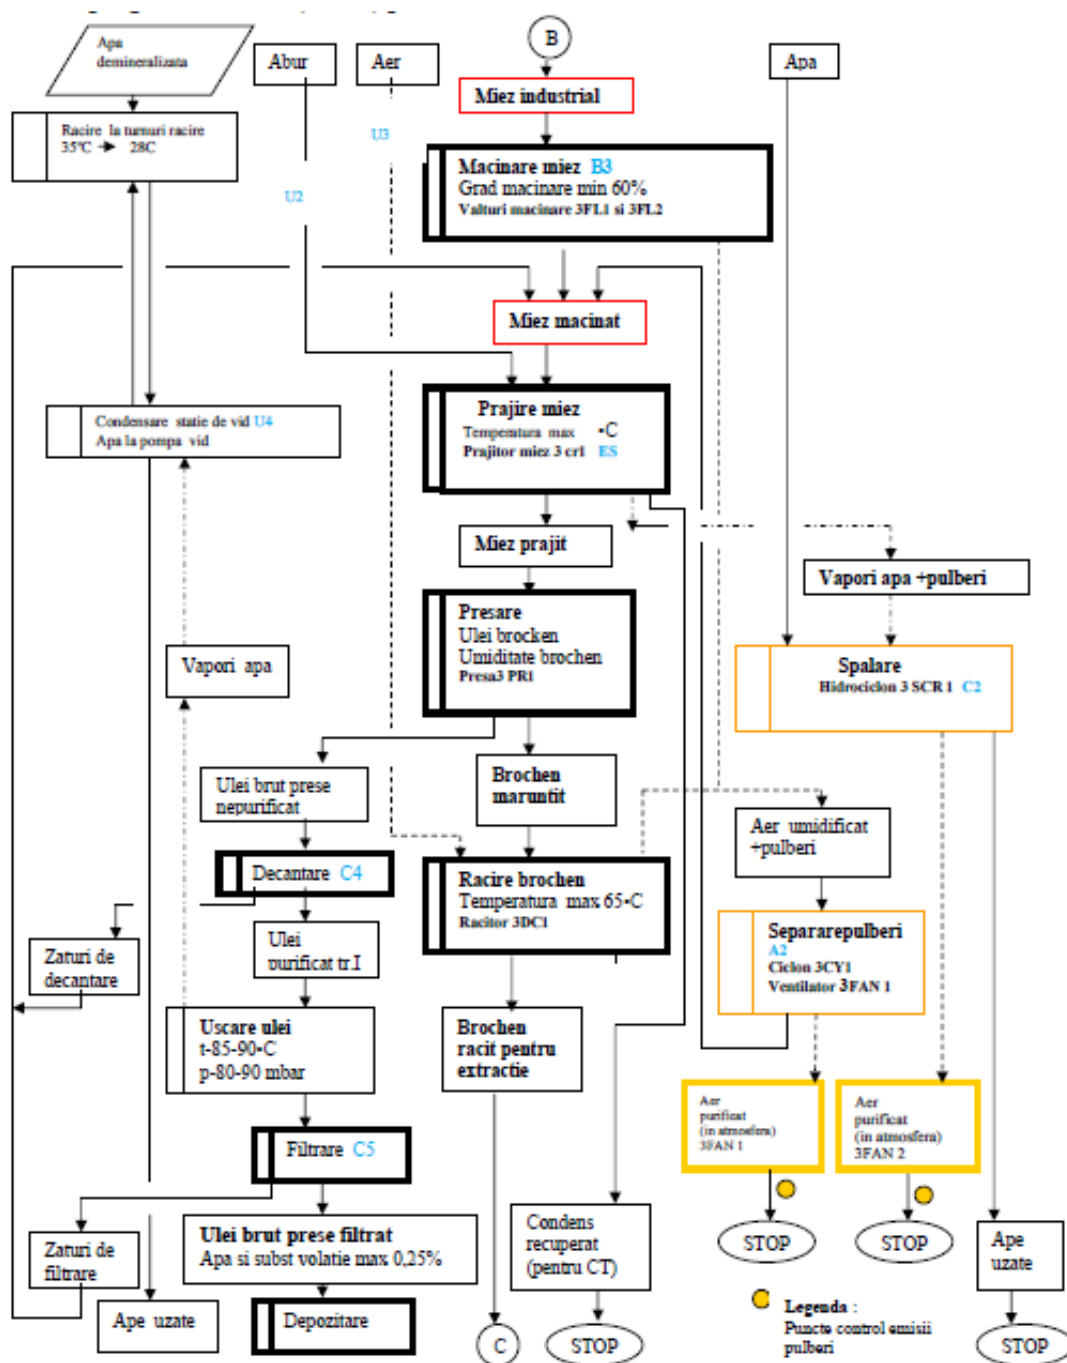 Apa
demineralizata
Abur
Aer
B
Apa
Miez industrial
U3
Racire la turnuri racire
35°C → 28C
Macinare miez B3
Grad macinare min 60%
Valturi macinare 3FL1 si 3FL2
U2
Miez macinat
Condensare statie de vid U4
Apa la pompa vid
Prajire miez
Temperatura max •C
Prajitor miez 3 cr1 ES
Miez prajit
Vapori apa +pulberi
Presare
Ulei brocken
Umiditate brochen
Presa3 PR1
Vapori apa
Spalare
Hidrociclon 3 SCR 1 C2
Ulei brut prese
nepurificat
Brochen
maruntit
Aer umidificat
+pulberi
Decantare C4
Racire brochen
Temperatura max 65•C
Racitor 3DC1
Ulei
purificat tr.I
Separarepulberi
A2
Ciclon 3CY1
Ventilator 3FAN 1
Zaturi de
decantare
Uscare ulei
t-85-90•C
p-80-90 mbar
Brochen
racit pentru
extractie
Aer
purificat
(in atmosfera)
3FAN 1
Aer
purificat
(in atmosfera)
3FAN 2
Filtrare C5
Ulei brut prese filtrat
Apa si subst volatie max 0,25%
Condens
recuperat
(pentru CT)
STOP
STOP
Ape
uzate
Zaturi de
filtrare
Ape uzate
Depozitare
C
STOP
Legenda :
Puncte control emisii
pulberi
STOP